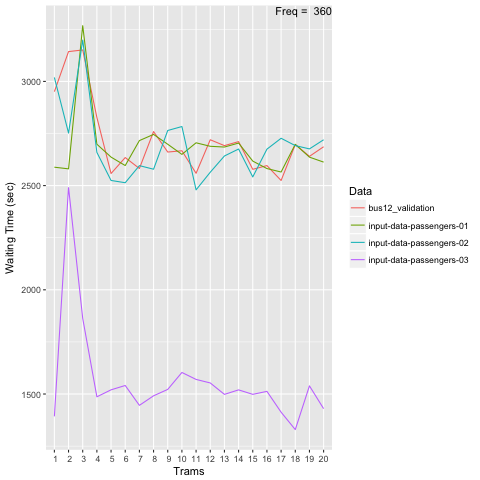 Freq =  360
3000
2500
2000
1500
Waiting Time (sec)
1 2 3 4 5 6 7 8 9 10 11 12 13 14 15 16 17 18 19 20
Trams
Data
bus12_validation
input-data-passengers-01
input-data-passengers-02
input-data-passengers-03